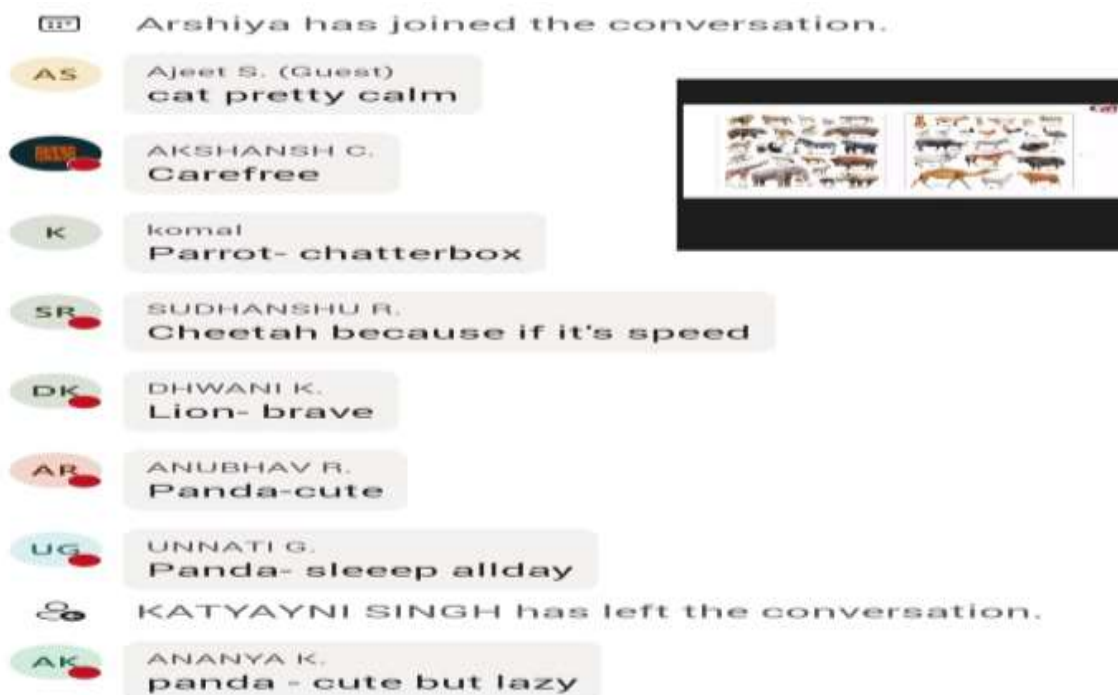 Arshiya has joined the conversation.
AS
Ajeet S. (Guest)
cat pretty calm
AKSHANSH C.
Carefree
K
komal
Parrot- chatterbox
SR
SUDHANSHU R.
Cheetah because if it's speed
DK
DHWANI K.
Lion- brave
AR
ANUBHAV R.
Panda-cute
UG
UNNATI G.
Panda- sleeep allday
KATYAYNI SINGH has left the conversation.
AK
ANANYA K.
panda - cute but lazy